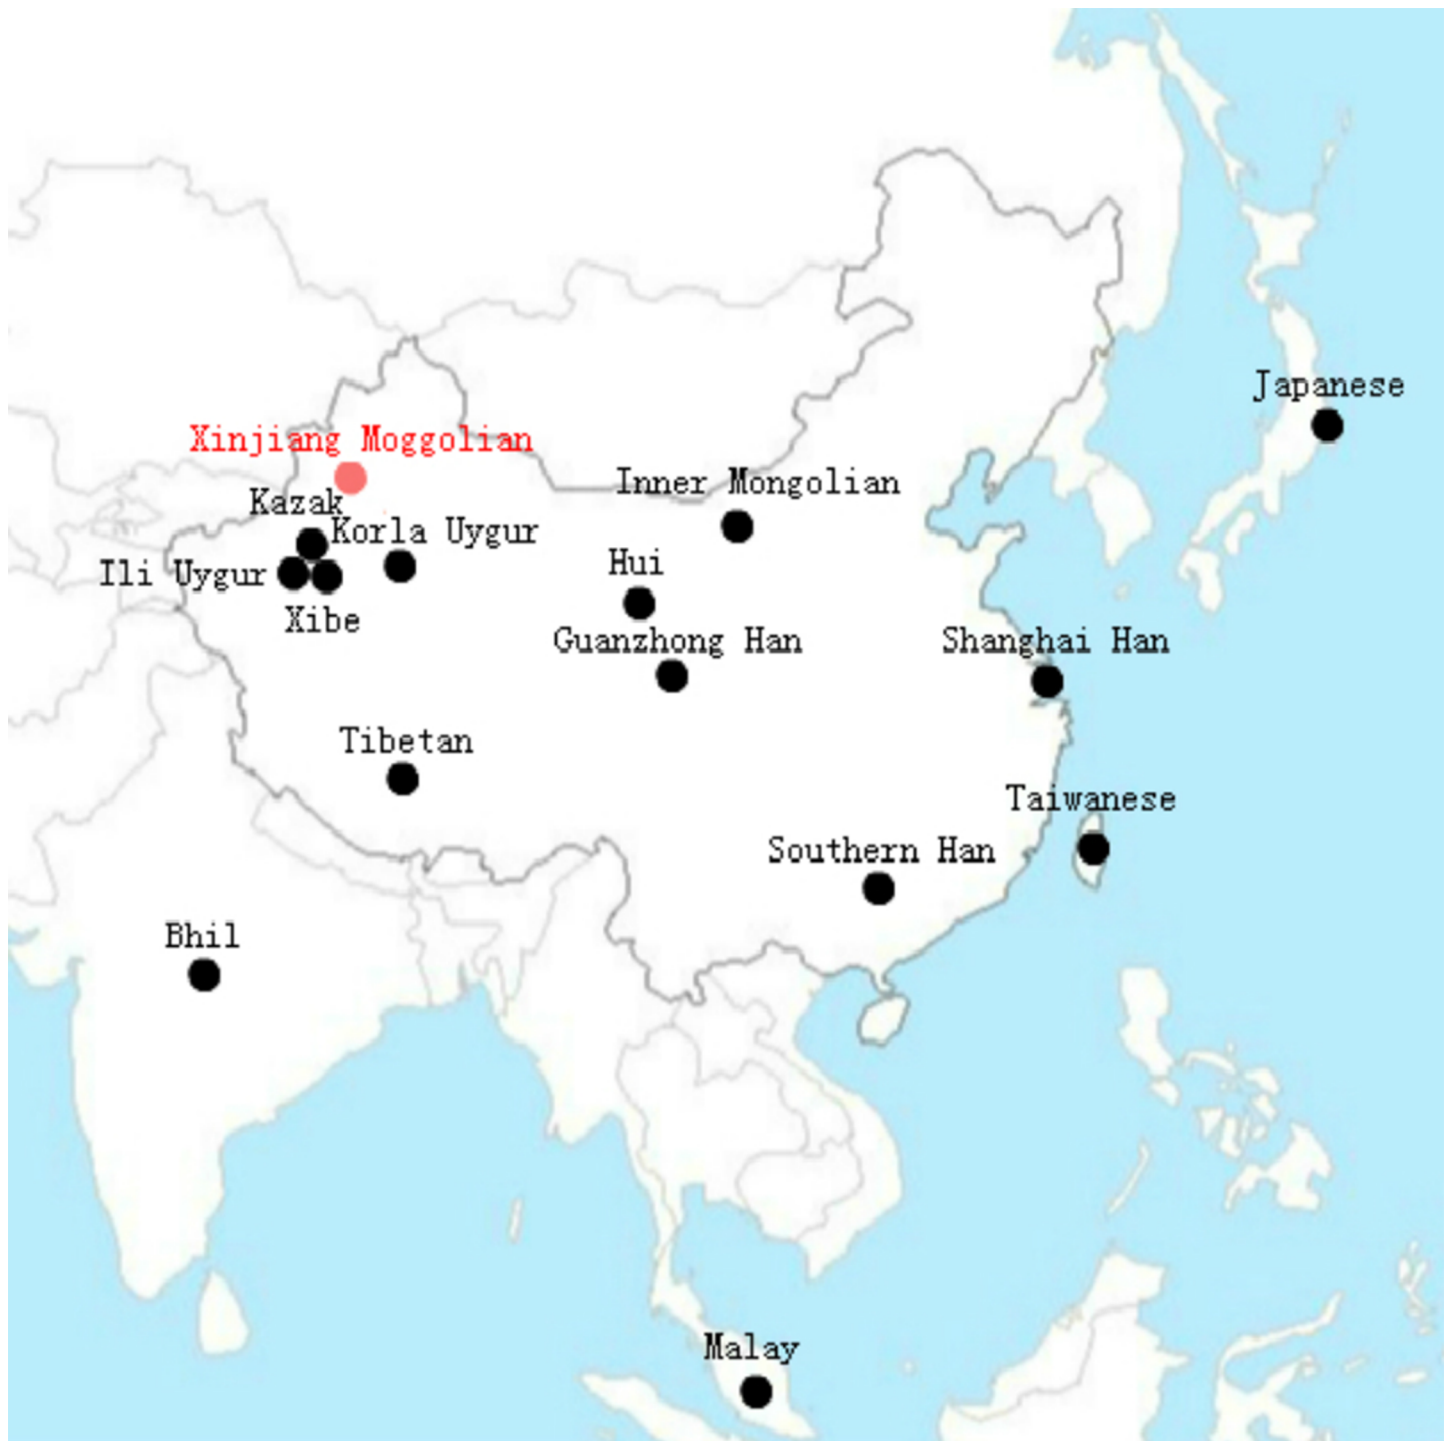 Japanese
Xinjiang Moggolian
Inner Mongolian
Kazak
Korla Uygur
Hui
Ili Uygur
Xibe
Guanzhong Han
Shanghai Han
Tibetan
Taiwanese
Southern Han
Bhil
Malay